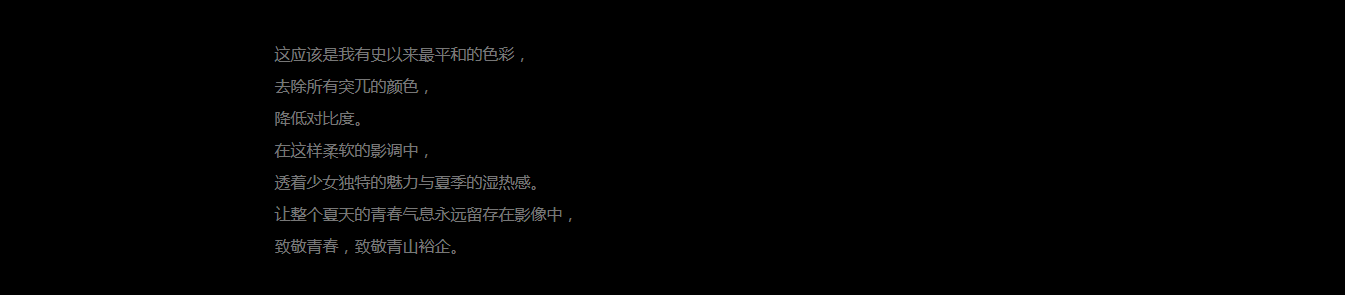 这应该是我有史以来最平和的色彩，
去除所有突兀的颜色，
降低对比度。
在这样柔软的影调中，
透着少女独特的魅力与夏季的湿热感。
让整个夏天的青春气息永远留存在影像中，
致敬青春，致敬青山裕企。